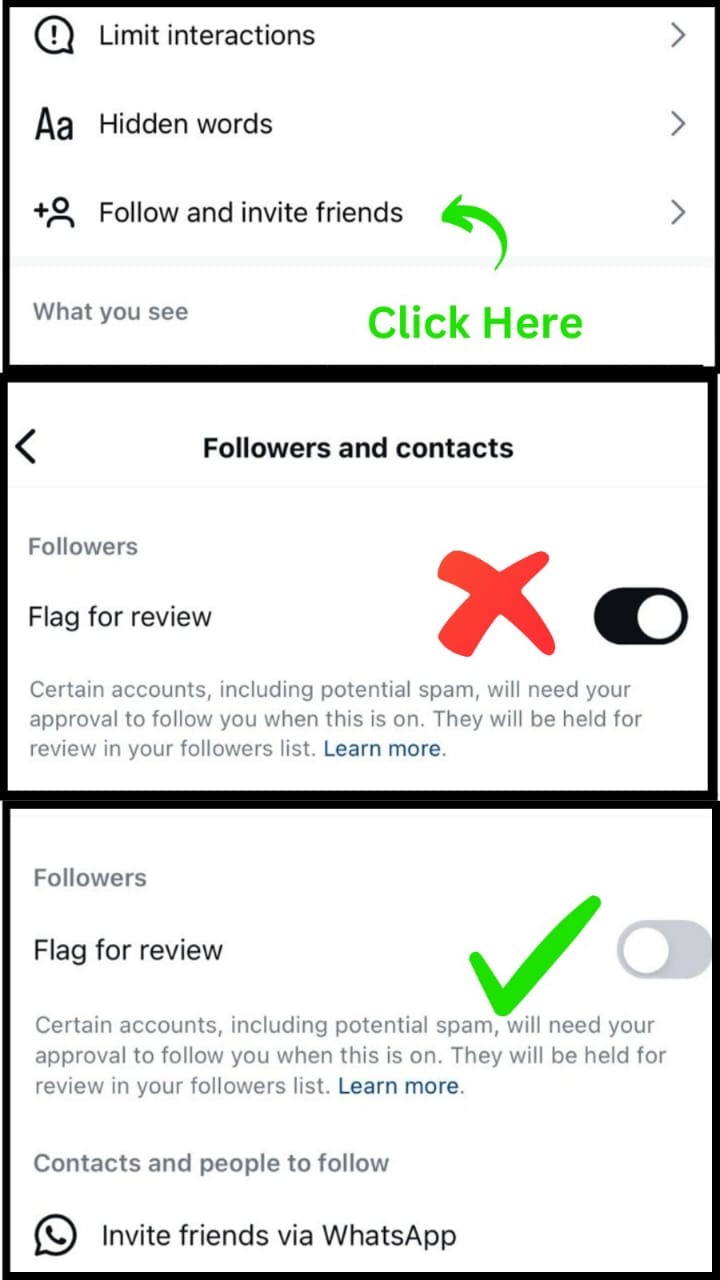 Limit interactions
Aa Hidden words
Follow and invite friends
What you see
Click Here
Followers and contacts
Followers
Flag for review
Certain accounts, including potential spam, will need your
approval to follow you when this is on. They will be held for
review in your followers list. Learn more.
Followers
Flag for review
Certain accounts, including potential spam, will need your
approval to follow you when this is on. They will be held for
review in your followers list. Learn more.
Contacts and people to follow
Invite friends via WhatsApp